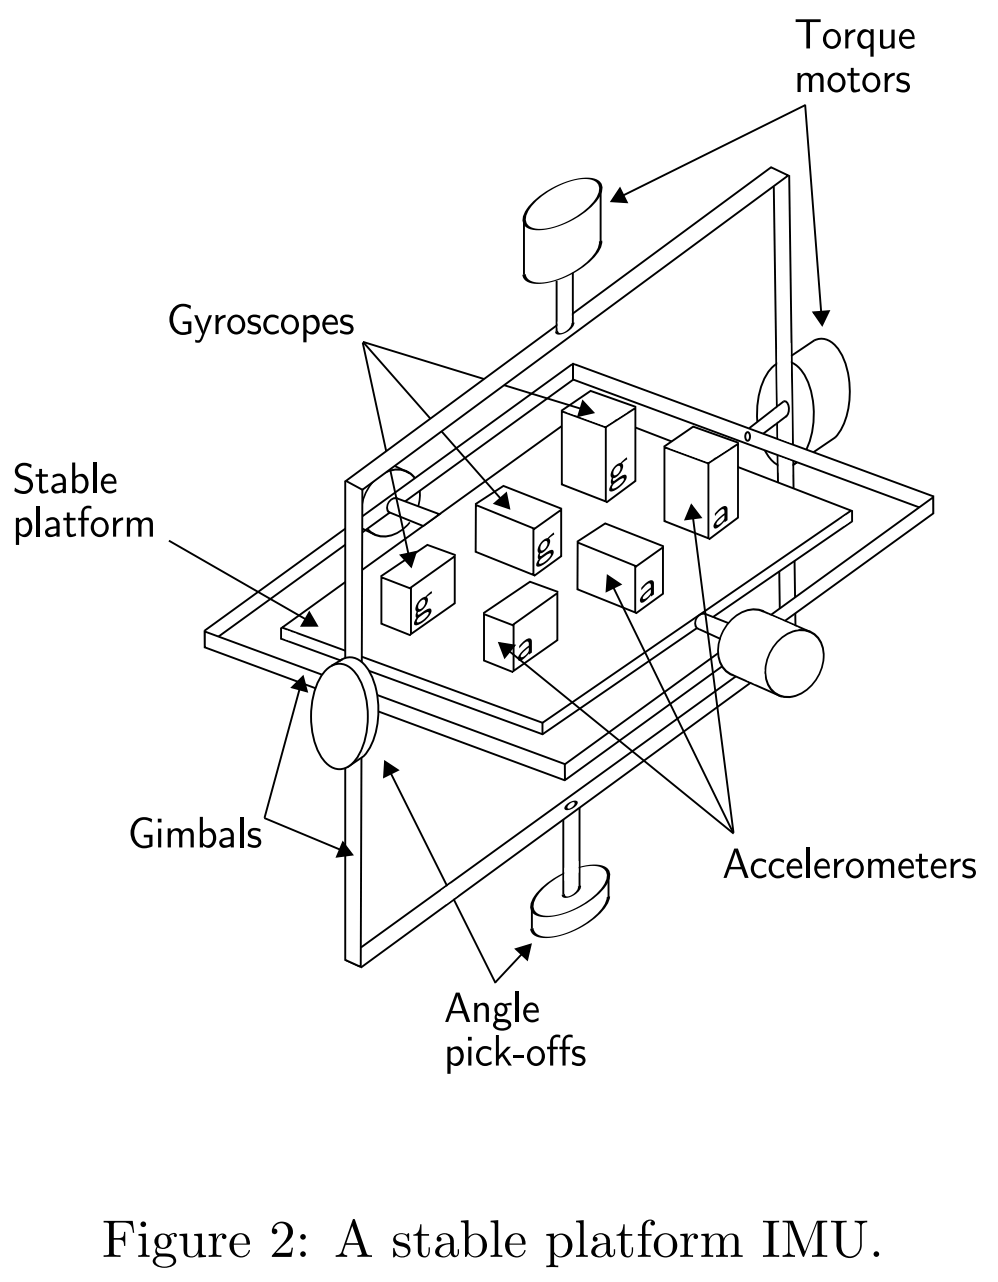 Torque
motors
Gyroscopes
Stable
platform
g
a
g
a
g
a
Gimbals
Accelerometers
Angle
pick-offs
Figure 2: A stable platform IMU.